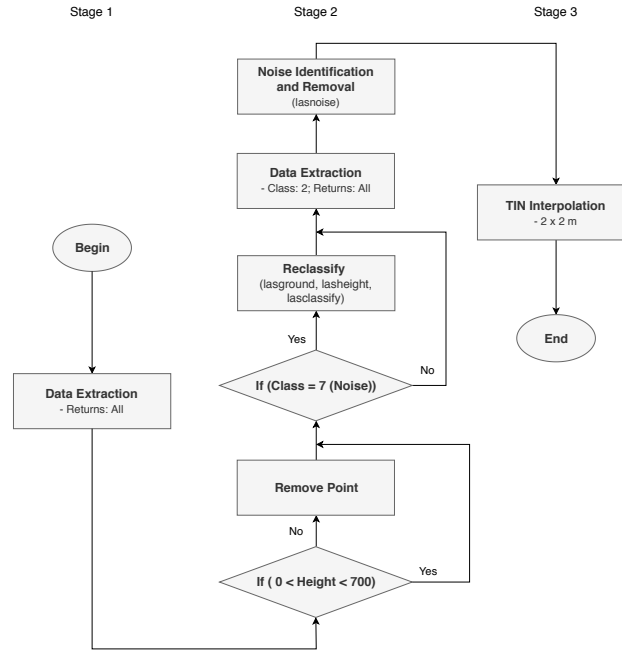 Stage 1
Stage 2
Stage 3
Noise Identification
and Removal
(lasnoise)
Data Extraction
- Class: 2; Returns: All
TIN Interpolation
- 2 x 2 m
Begin
Reclassify
(lasground, lasheight,
lasclassify)
End
Yes
No
If (Class = 7 (Noise))
Data Extraction
- Returns: All
Remove Point
No
Yes
If ( 0 < Height < 700)